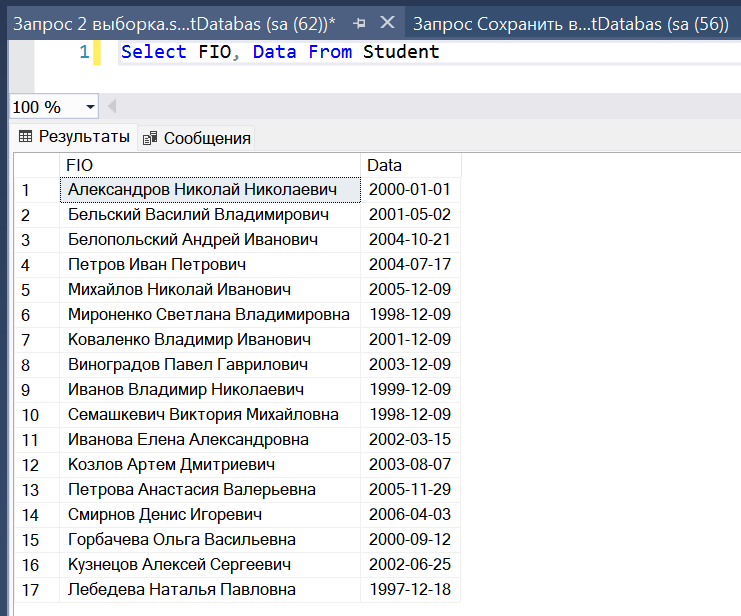 Запрос 2 выборка.s...tDatabas (sa (62))* Запрос Сохранить в...tDatabas (sa (56))
1 Select FIO, Data From Student
100 %
Результаты Сообщения
FIO Data
1 Александров Николай Николаевич 2000-01-01
2 Бельский Василий Владимирович 2001-05-02
3 Белопольский Андрей Иванович 2004-10-21
4 Петров Иван Петрович 2004-07-17
5 Михайлов Николай Иванович 2005-12-09
6 Мироненко Светлана Владимировна 1998-12-09
7 Коваленко Владимир Иванович 2001-12-09
8 Виноградов Павел Гаврилович 2003-12-09
9 Иванов Владимир Николаевич 1999-12-09
10 Семашкевич Виктория Михайловна 1998-12-09
11 Иванова Елена Александровна 2002-03-15
12 Козлов Артем Дмитриевич 2003-08-07
13 Петрова Анастасия Валерьевна 2005-11-29
14 Смирнов Денис Игоревич 2006-04-03
15 Горбачева Ольга Васильевна 2000-09-12
16 Кузнецов Алексей Сергеевич 2002-06-25
17 Лебедева Наталья Павловна 1997-12-18